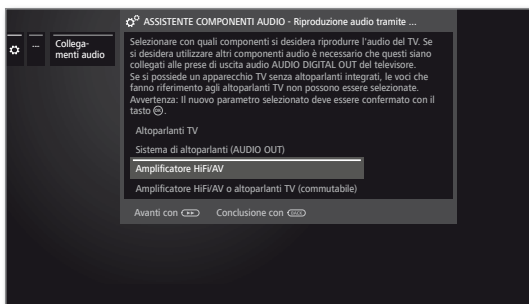 ASSISTENTE COMPONENTI AUDIO - Riproduzione audio tramite ...
... Collega-
menti audio
Selezionare con quali componenti si desidera riprodurre l'audio del TV. Se
si desidera utilizzare altri componenti audio è necessario che questi siano
collegati alle prese di uscita audio AUDIO DIGITAL OUT del televisore.
Se si possiede un apparecchio TV senza altoparlanti integrati, le voci che
fanno riferimento agli altoparlanti TV non possono essere selezionate.
Avvertenza: Il nuovo parametro selezionato deve essere confermato con il
tasto OK.
Altoparlanti TV
Sistema di altoparlanti (AUDIO OUT)
Amplificatore HiFi/AV
Amplificatore HiFi/AV o altoparlanti TV (commutabile)
Avanti con Conclusione con BACK